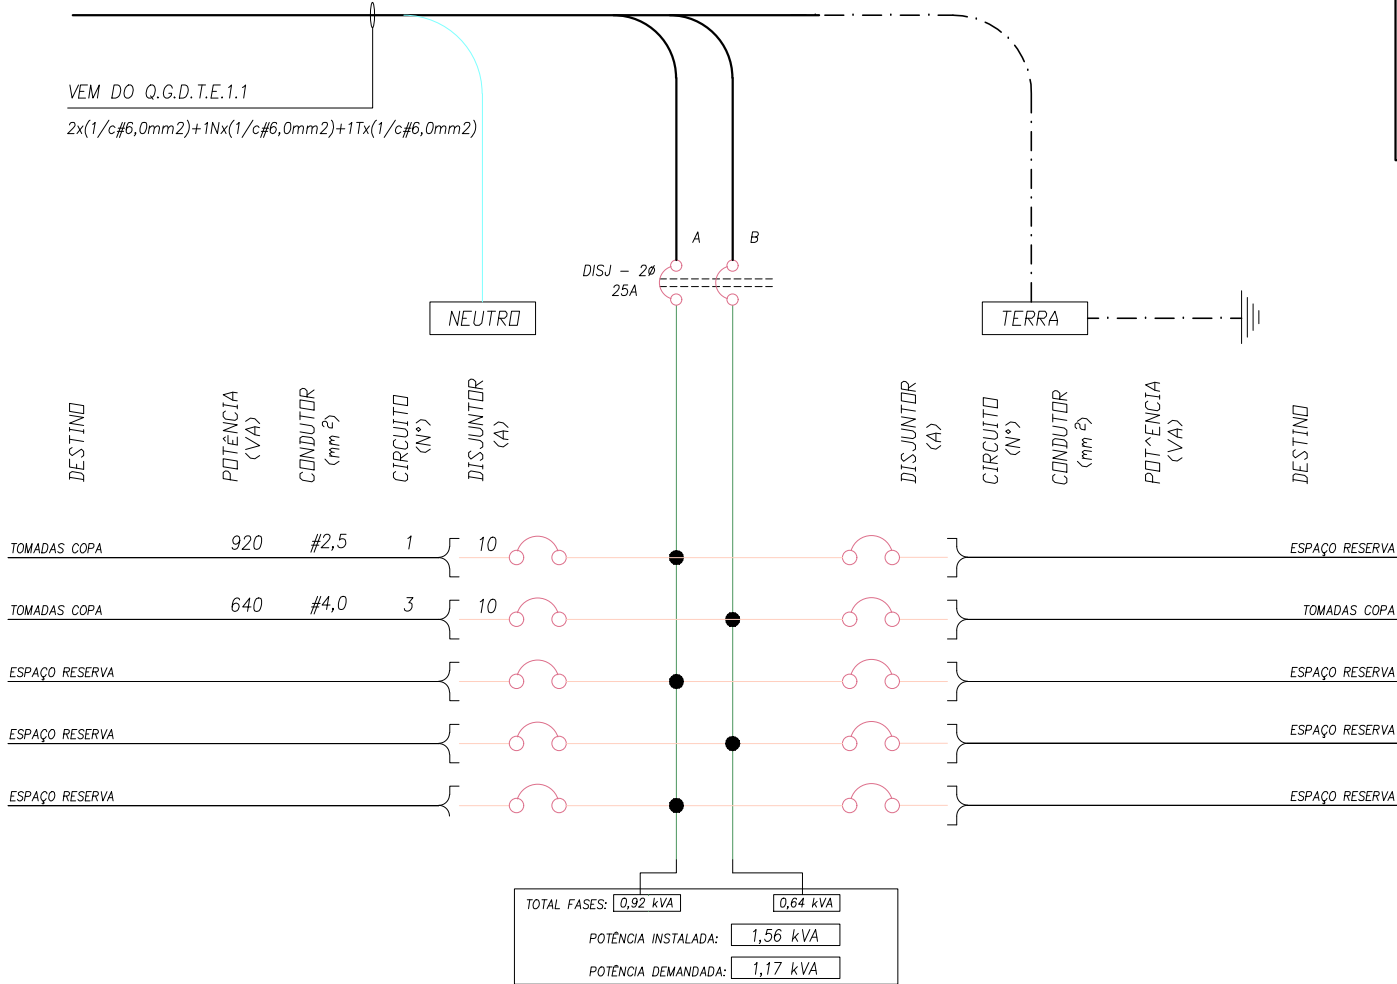 VEM DO Q.G.D.T.E.1.1
2x(1/c#6,0mm2)+1Nx(1/c#6,0mm2)+1Tx(1/c#6,0mm2)
A B
DISJ - 2ø
25A
NEUTRO
TERRA
DESTINO
POTÊNCIA
(VA)
CONDUTOR
(mm²)
CIRCUITO
(N°)
DISJUNTOR
(A)
DISJUNTOR
(A)
CIRCUITO
(N°)
CONDUTOR
(mm²)
POT^ENCIA
(VA)
DESTINO
TOMADAS COPA 920 #2,5 1 10 ESPAÇO RESERVA
TOMADAS COPA 640 #4,0 3 10 TOMADAS COPA
ESPAÇO RESERVA ESPAÇO RESERVA
ESPAÇO RESERVA ESPAÇO RESERVA
ESPAÇO RESERVA ESPAÇO RESERVA
TOTAL FASES: 0,92 kVA 0,64 kVA
POTÊNCIA INSTALADA: 1,56 kVA
POTÊNCIA DEMANDADA: 1,17 kVA